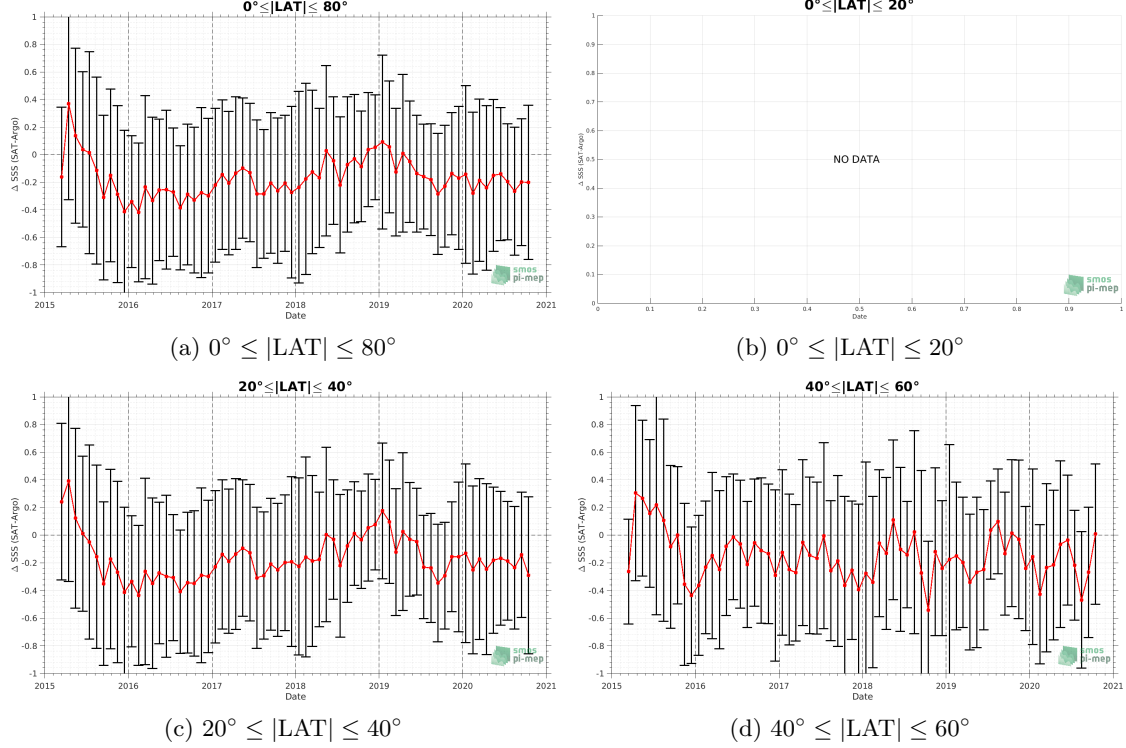 0°≤|LAT|≤ 80°
1
0.8
0.6
0.4
0.2
0
-0.2
-0.4
-0.6
-0.8
-1
Δ SSS (SAT-Argo)
2015 2016 2017 2018 2019 2020 2021
Date
smos
pi-mep
(a) 0° ≤ |LAT| ≤ 80°
0°≤|LAT|≤ 20°
1
0.9
0.8
0.7
0.6
0.5
0.4
0.3
0.2
0.1
0
Δ SSS (SAT-Argo)
NO DATA
0 0.1 0.2 0.3 0.4 0.5 0.6 0.7 0.8 0.9 1
Date
smos
pi-mep
(b) 0° ≤ |LAT| ≤ 20°
20°≤|LAT|≤ 40°
1
0.8
0.6
0.4
0.2
0
-0.2
-0.4
-0.6
-0.8
-1
Δ SSS (SAT-Argo)
2015 2016 2017 2018 2019 2020 2021
Date
smos
pi-mep
(c) 20° ≤ |LAT| ≤ 40°
40°≤|LAT|≤ 60°
1
0.8
0.6
0.4
0.2
0
-0.2
-0.4
-0.6
-0.8
-1
Δ SSS (SAT-Argo)
2015 2016 2017 2018 2019 2020 2021
Date
smos
pi-mep
(d) 40° ≤ |LAT| ≤ 60°